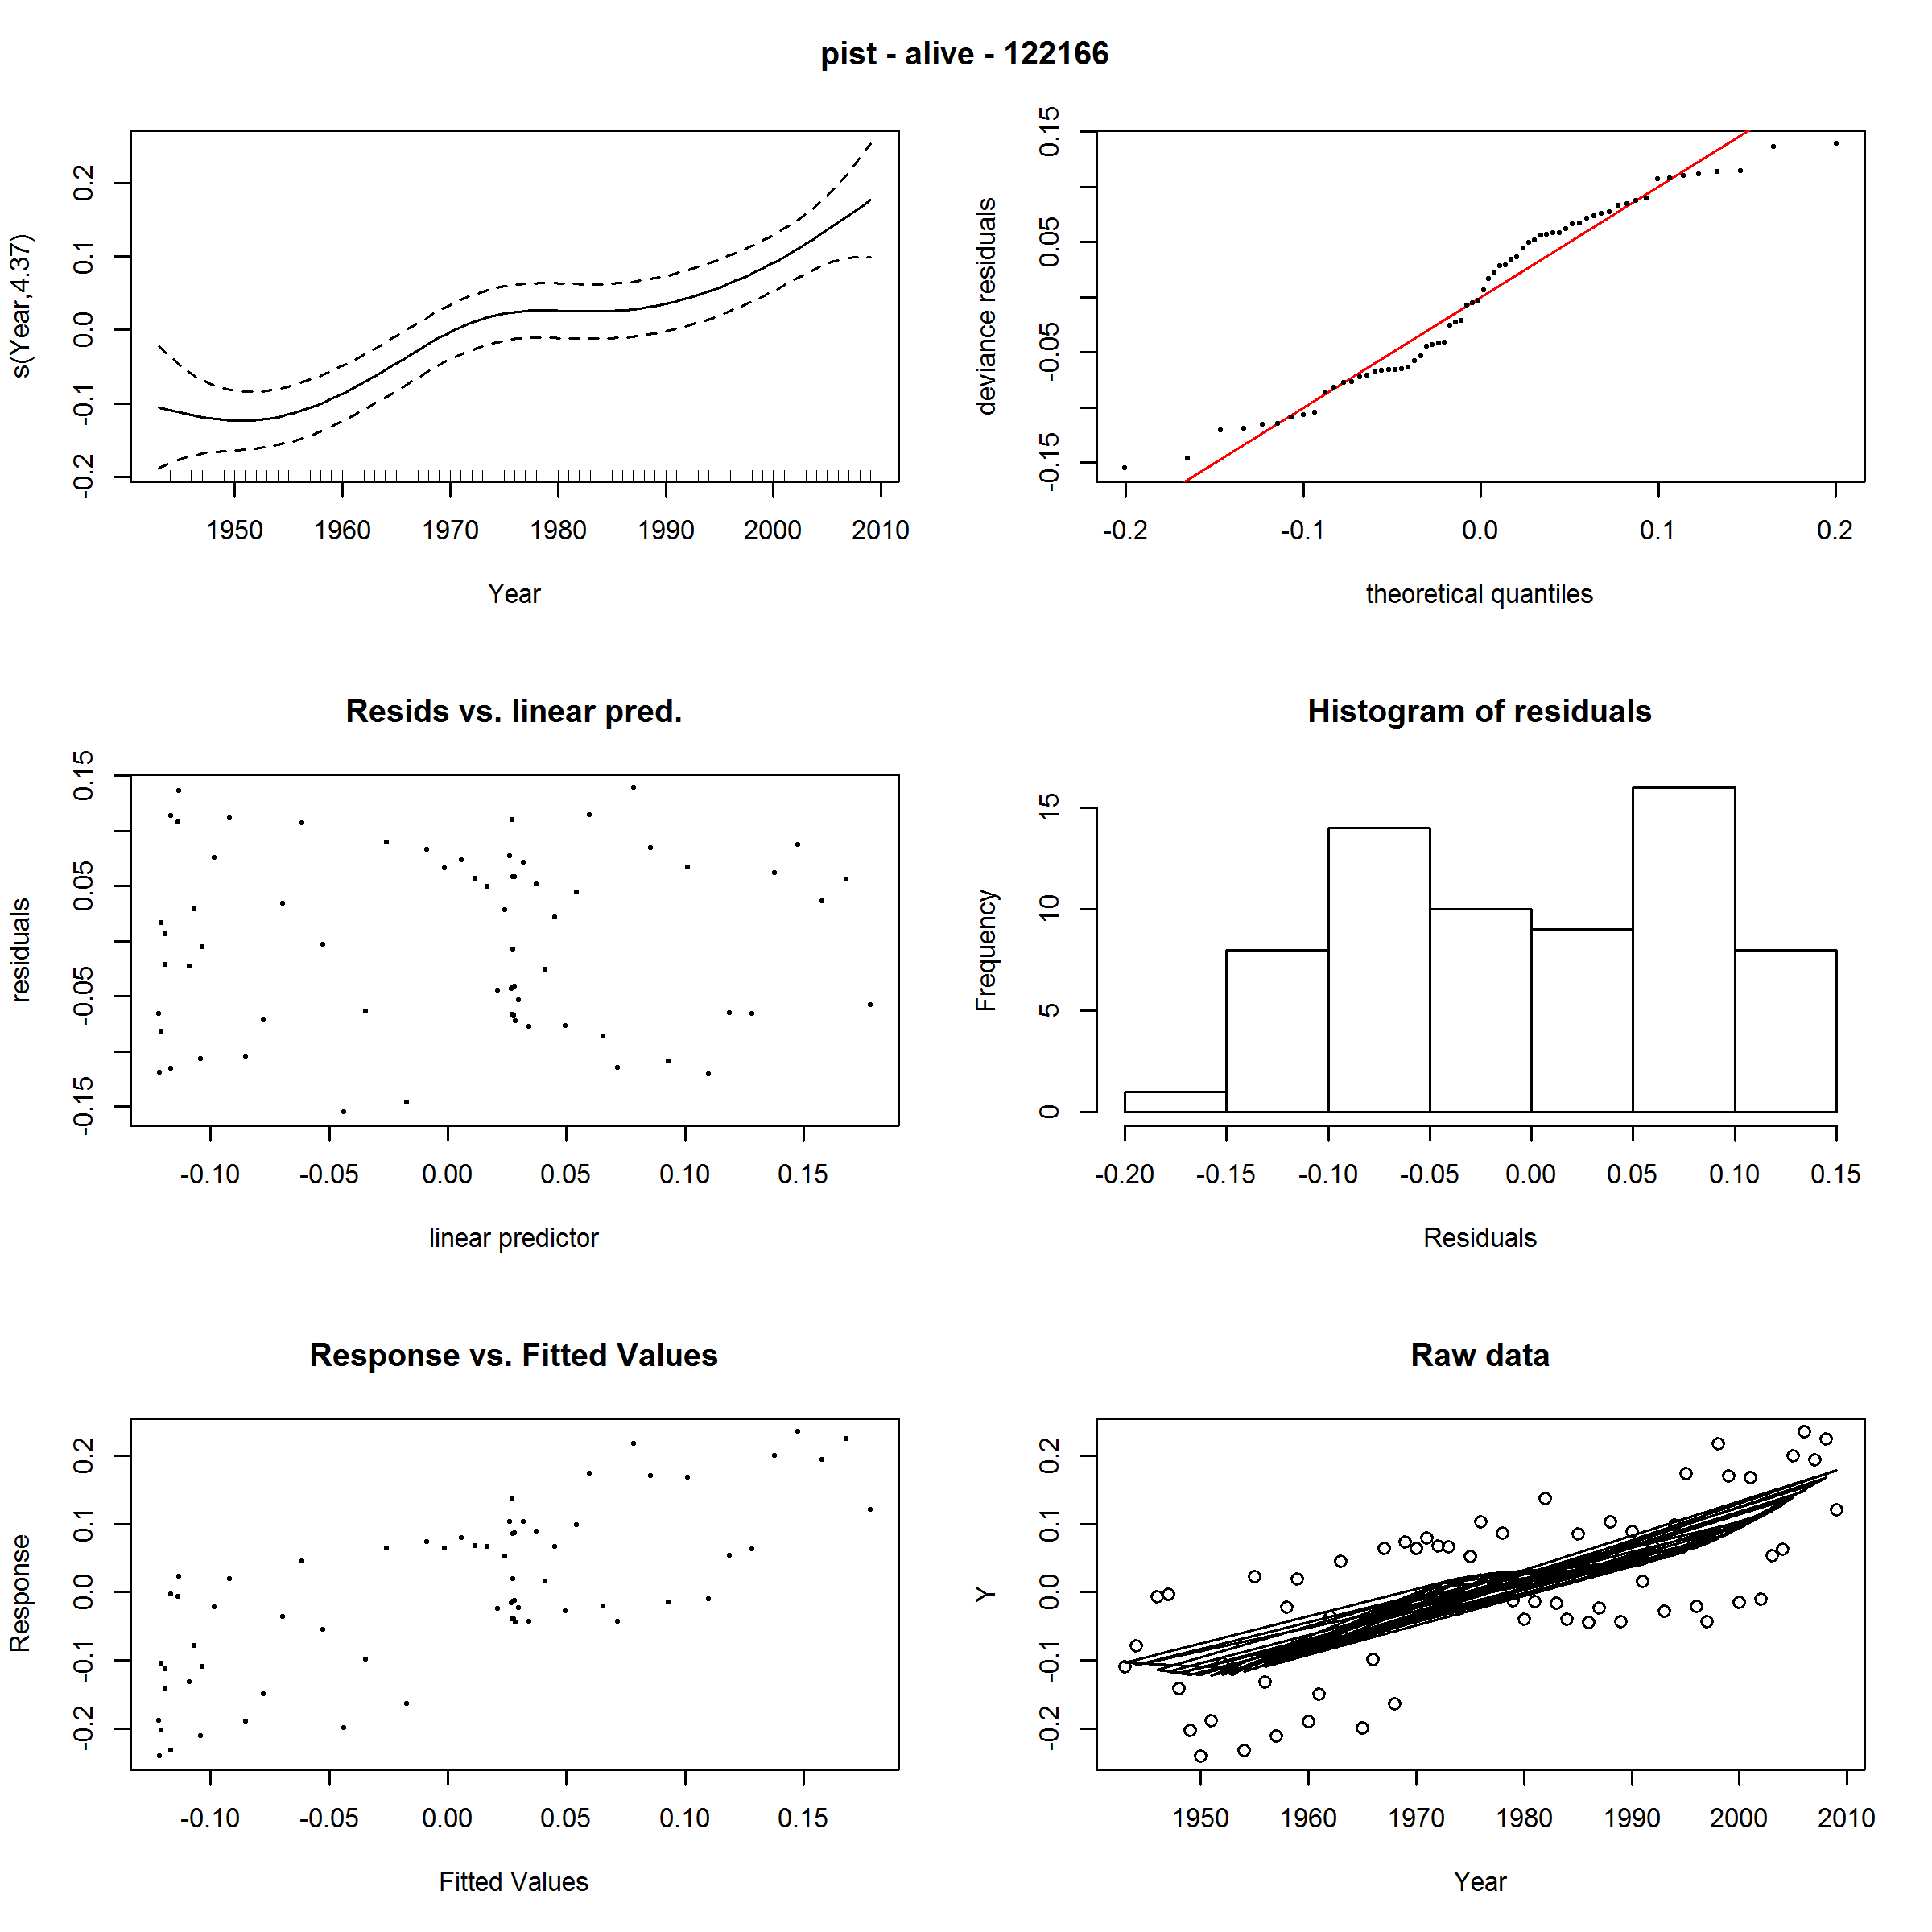 pist - alive - 122166
s(Year,4.37)
-0.2 -0.1 0.0 0.1 0.2
1950 1960 1970 1980 1990 2000 2010
Year
deviance residuals
-0.15 -0.05 0.05 0.15
-0.2 -0.1 0.0 0.1 0.2
theoretical quantiles
Resids vs. linear pred.
residuals
-0.15 -0.05 0.05 0.15
-0.10 -0.05 0.00 0.05 0.10 0.15
linear predictor
Histogram of residuals
Frequency
0 5 10 15
-0.20 -0.15 -0.10 -0.05 0.00 0.05 0.10 0.15
Residuals
Response vs. Fitted Values
Response
-0.2 -0.1 0.0 0.1 0.2
-0.10 -0.05 0.00 0.05 0.10 0.15
Fitted Values
Raw data
Y
-0.2 -0.1 0.0 0.1 0.2
1950 1960 1970 1980 1990 2000 2010
Year